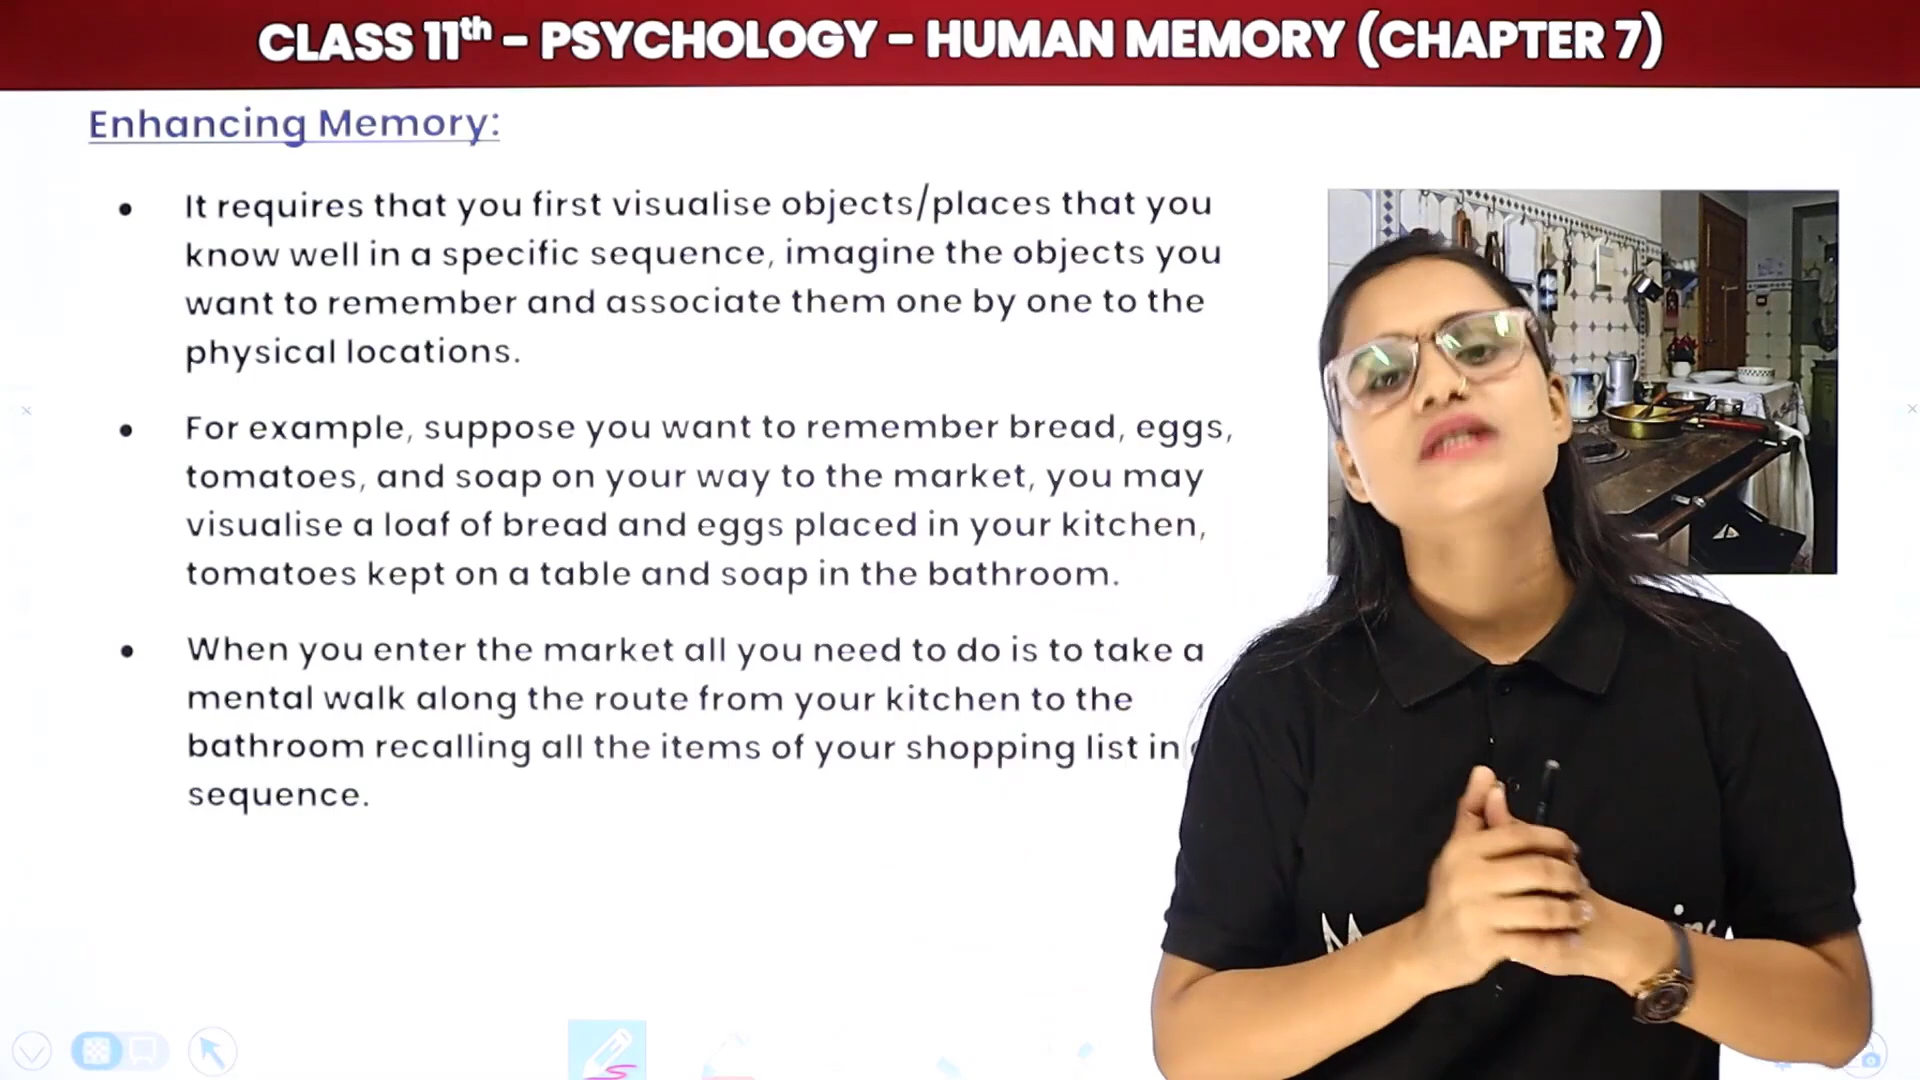 CLASS 11th - PSYCHOLOGY - HUMAN MEMORY (CHAPTER 7)
Enhancing Memory:
• It requires that you first visualise objects/places that you
know well in a specific sequence, imagine the objects you
want to remember and associate them one by one to the
physical locations.
• For example, suppose you want to remember bread, eggs,
tomatoes, and soap on your way to the market, you may
visualise a loaf of bread and eggs placed in your kitchen,
tomatoes kept on a table and soap in the bathroom.
• When you enter the market all you need to do is to take a
mental walk along the route from your kitchen to the
bathroom recalling all the items of your shopping list in
sequence.